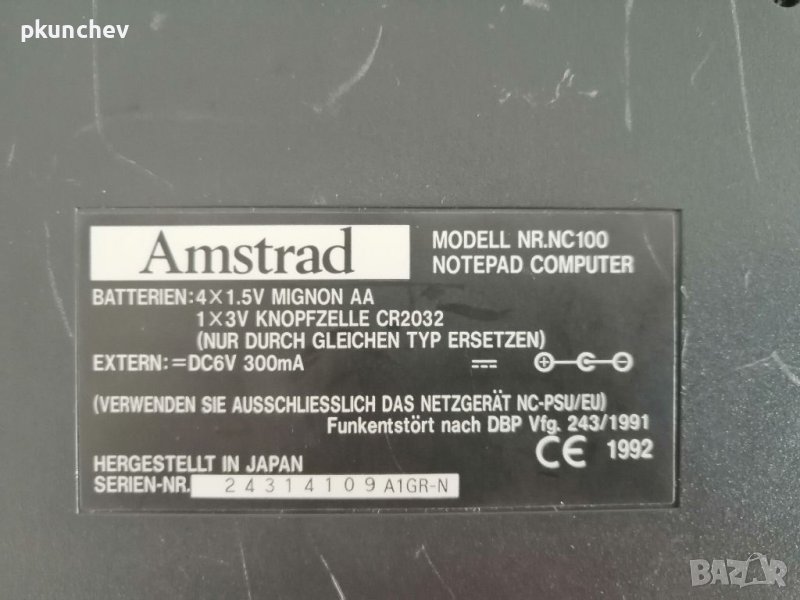 pkunchev
Amstrad
MODELL NR.NC100
NOTEPAD COMPUTER
BATTERIEN:4×1.5V MIGNON AA
1×3V KNOPFZELLE CR2032
(NUR DURCH GLEICHEN TYP ERSETZEN)
EXTERN:=DC6V 300mA
(VERWENDEN SIE AUSSCHLIESSLICH DAS NETZGERÄT NC-PSU/EU)
Funkentstört nach DBP Vfg. 243/1991
CE 1992
HERGESTELLT IN JAPAN
SERIEN-NR. 24314109 A1GR-N
BAZAR